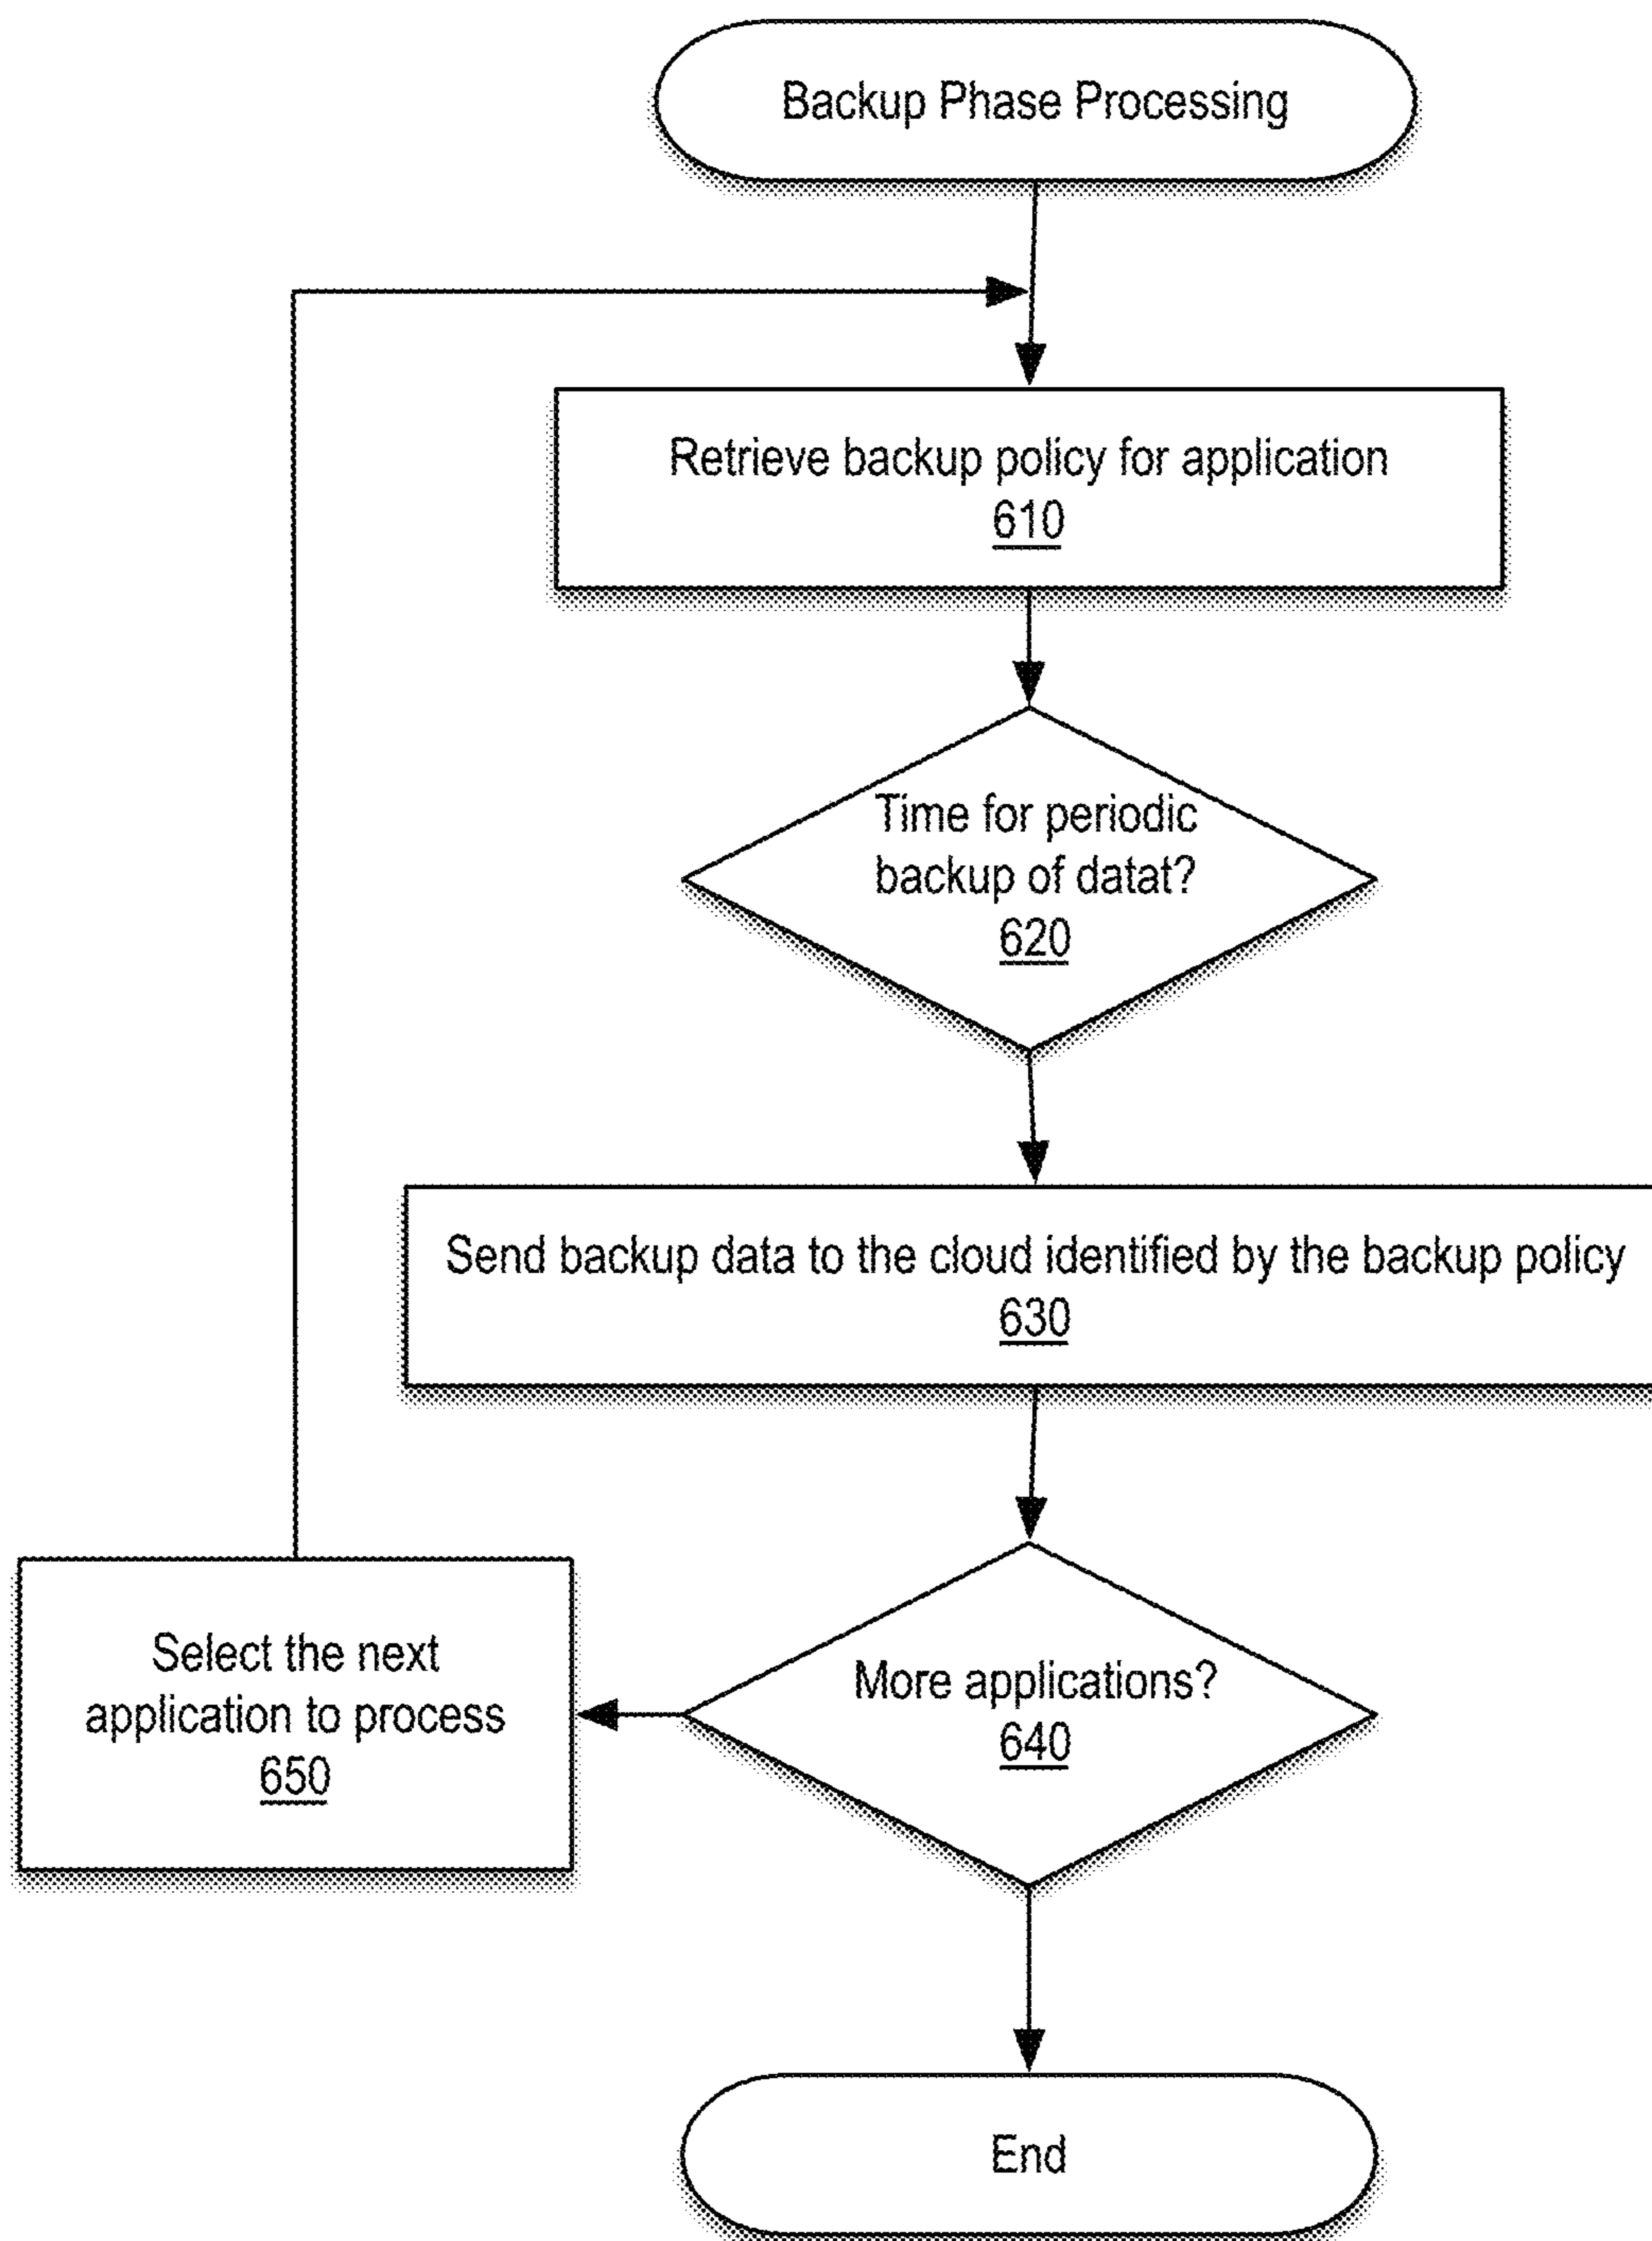 Backup Phase Processing
Retrieve backup policy for application
610
Time for periodic
backup of datat?
620
Send backup data to the cloud identified by the backup policy
630
More applications?
640
Select the next
application to process
650
End